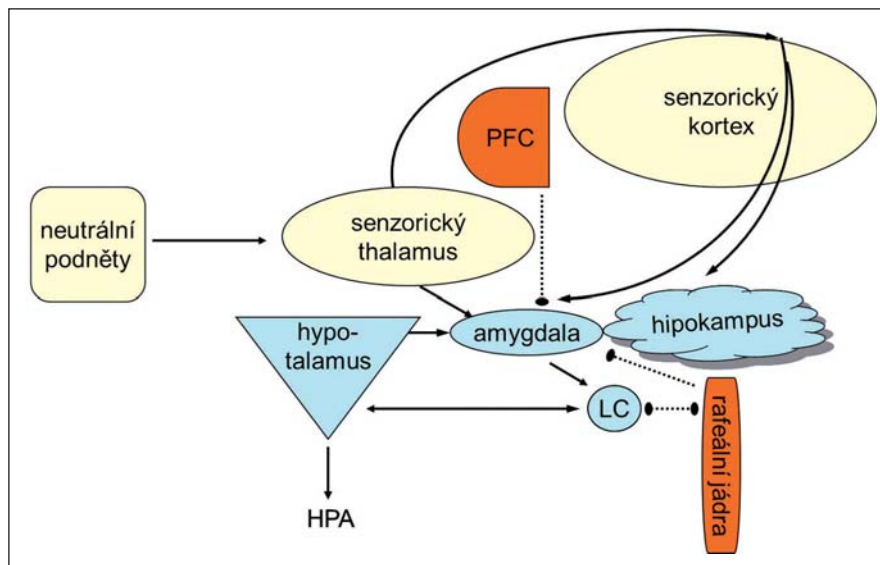 senzorický
kortex
PFC
neutrální
podněty
senzorický
thalamus
hypo-
talamus
amygdala
hipokampus
LC
rafeální jádra
HPA